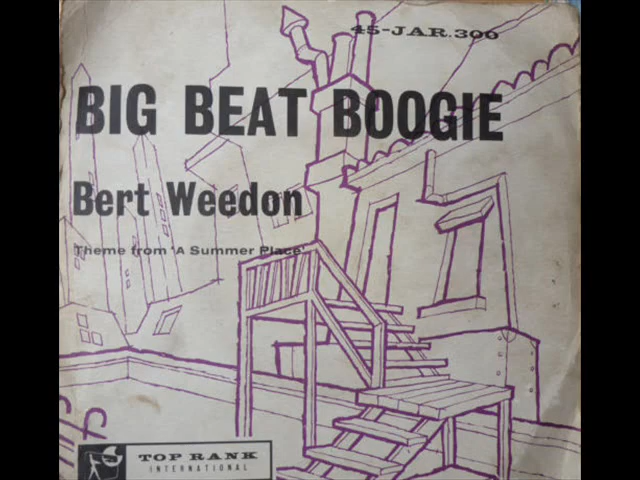 45-JAR.300
BIG BEAT BOOGIE
Bert Weedon
Theme from 'A Summer Place'
TOP RANK
INTERNATIONAL